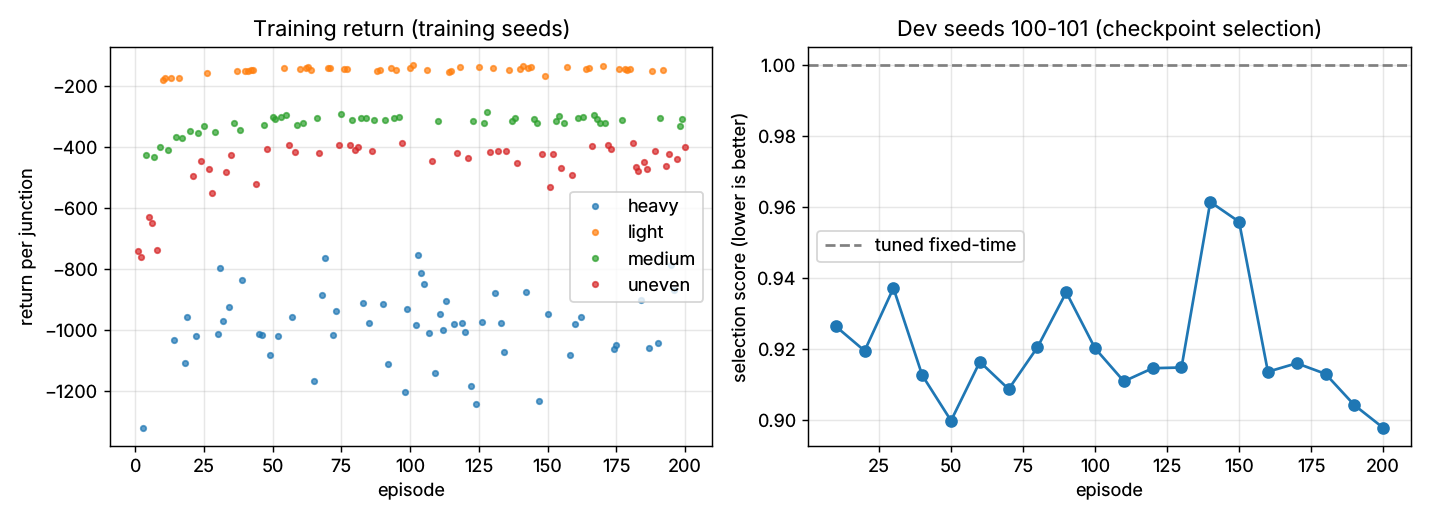 Training return (training seeds)
return per junction
−200
−400
−600
−800
−1000
−1200
heavy
light
medium
uneven
0 25 50 75 100 125 150 175 200
episode
Dev seeds 100-101 (checkpoint selection)
selection score (lower is better)
1.00
0.98
0.96
0.94
0.92
0.90
tuned fixed-time
25 50 75 100 125 150 175 200
episode